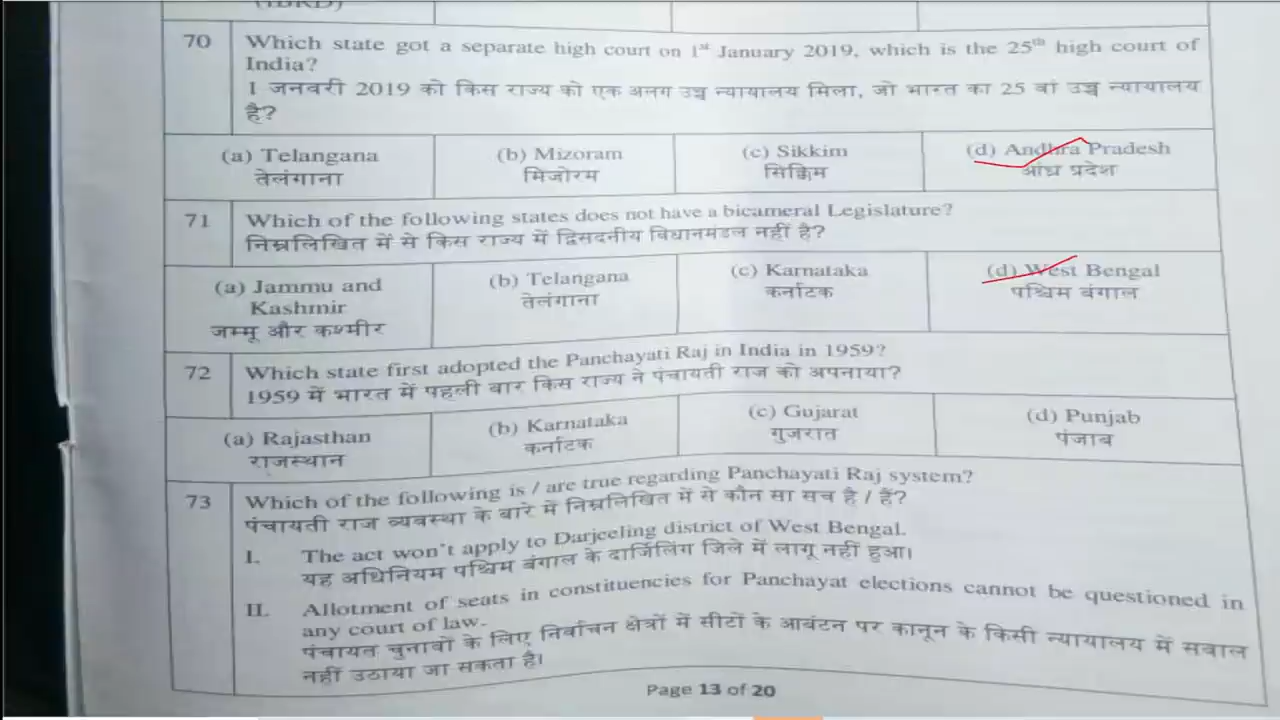 70 Which state got a separate high court on 1st January 2019, which is the 25th high court of
India?
1 जनवरी 2019 को किस राज्य को एक अलग उच्च न्यायालय मिला, जो भारत का 25 वां उच्च न्यायालय
है?
(a) Telangana (b) Mizoram (c) Sikkim (d) Andhra Pradesh
तेलंगाना मिजोरम सिक्किम आंध्र प्रदेश
71 Which of the following states does not have a bicameral Legislature?
निम्नलिखित में से किस राज्य में द्विसदनीय विधानमंडल नहीं है?
(a) Jammu and (b) Telangana (c) Karnataka (d) West Bengal
Kashmir तेलंगाना कर्नाटक पश्चिम बंगाल
जम्मू और कश्मीर
72 Which state first adopted the Panchayati Raj in India in 1959?
1959 में भारत में पहली बार किस राज्य ने पंचायती राज को अपनाया?
(a) Rajasthan (b) Karnataka (c) Gujarat (d) Punjab
राजस्थान कर्नाटक गुजरात पंजाब
73 Which of the following is / are true regarding Panchayati Raj system?
पंचायती राज व्यवस्था के बारे में निम्नलिखित में से कौन सा सच है / हैं?
I. The act won't apply to Darjeeling district of West Bengal.
यह अधिनियम पश्चिम बंगाल के दार्जिलिंग जिले में लागू नहीं हुआ।
II. Allotment of seats in constituencies for Panchayat elections cannot be questioned in
any court of law.
पंचायत चुनावों के लिए निर्वाचन क्षेत्रों में सीटों के आबंटन पर कानून के किसी न्यायालय में सवाल
नहीं उठाया जा सकता है।
Page 13 of 20